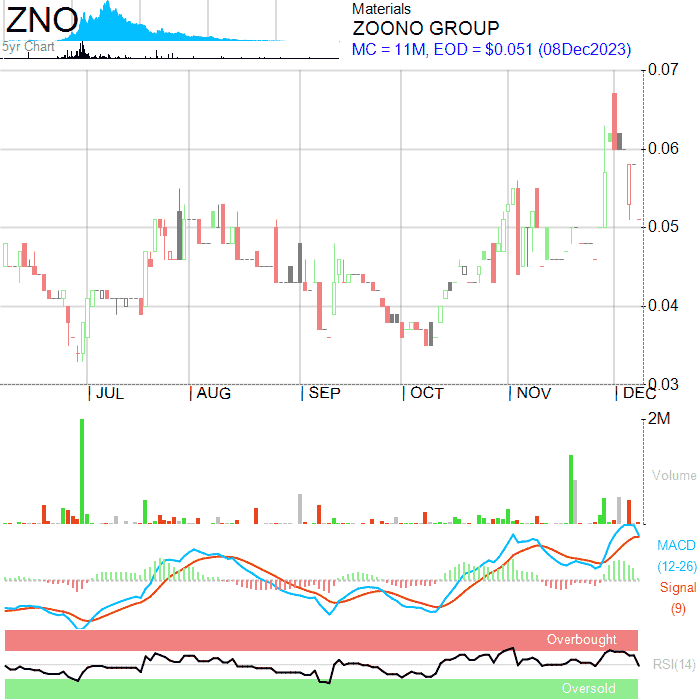 ZNO
5yr Chart
Materials
ZOONO GROUP
MC = 11M, EOD = $0.051 (08Dec2023)
0.07
0.06
0.05
0.04
0.03
JUL AUG SEP OCT NOV DEC
2M
Volume
MACD
(12-26)
Signal
(9)
Overbought
RSI(14)
Oversold